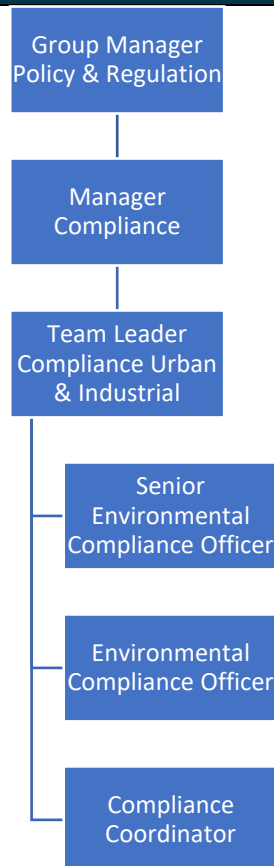 Group Manager
Policy & Regulation
Manager
Compliance
Team Leader
Compliance Urban
& Industrial
Senior
Environmental
Compliance Officer
Environmental
Compliance Officer
Compliance
Coordinator